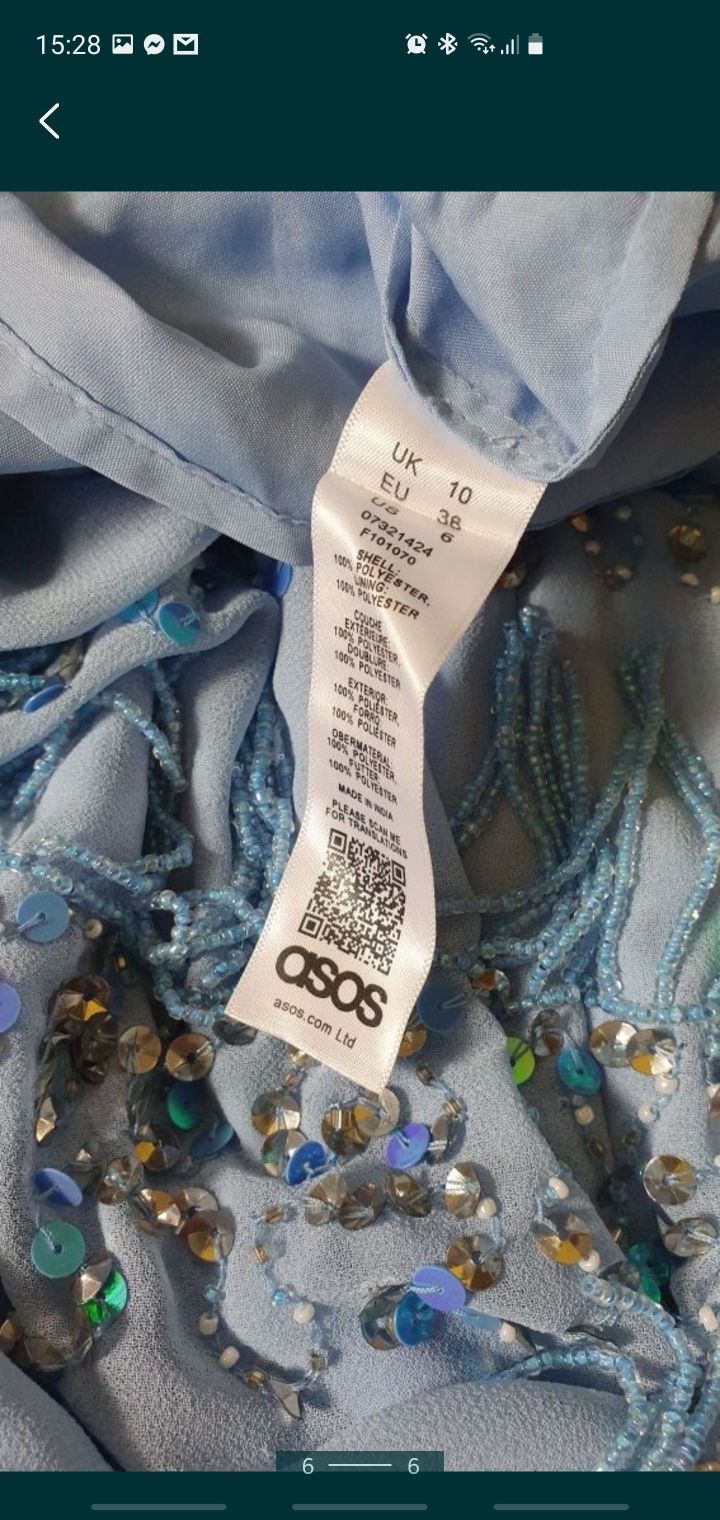 15:28
UK 10
EU 38
US 6
07321424
F101070
SHELL:
100% POLYESTER.
LINING:
100% POLYESTER
COUCHE
EXTÉRIEURE:
100% POLYESTER.
DOUBLURE:
100% POLYESTER
EXTERIOR:
100% POLIÉSTER.
FORRO:
100% POLIÉSTER
OBERMATERIAL:
100% POLYESTER.
FUTTER:
100% POLYESTER
MADE IN INDIA
PLEASE SCAN ME
FOR TRANSLATIONS
asos
asos.com Ltd
6 6